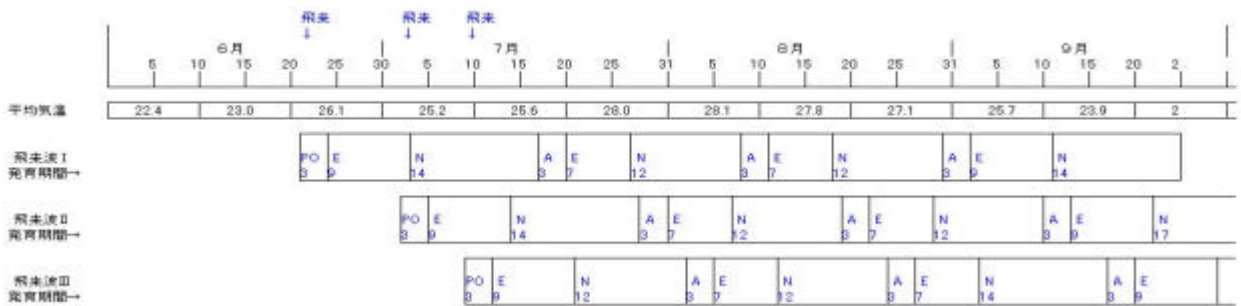 飛来 飛来 飛来
↓ ↓ ↓
6月 7月 8月 9月
5 10 15 20 25 30 5 10 15 20 25 31 5 10 15 20 25 31 5 10 15 20 2
平均気温 22.4 23.0 26.1 25.2 25.6 28.0 28.1 27.8 27.1 25.7 23.9 2
飛来波Ⅰ PO E N A E N A E N A E N
発育期間→ 3 9 14 3 7 12 3 7 12 3 9 14
飛来波Ⅱ PO E N A E N A E N A E N
発育期間→ 3 9 14 3 7 12 3 7 12 3 9 17
飛来波Ⅲ PO E N A E N A E N A E
発育期間→ 3 9 12 3 7 12 3 7 14 3 9